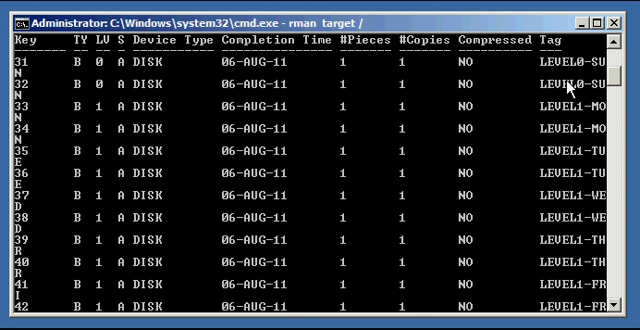 Administrator: C:\Windows\system32\cmd.exe - rman target /
Key TY LV S Device Type Completion Time #Pieces #Copies Compressed Tag
------- -- -- - ----------- --------------- ------- ------- ---------- ---
31 B 0 A DISK 06-AUG-11 1 1 NO LEVEL0-SU
N
32 B 0 A DISK 06-AUG-11 1 1 NO LEVEL0-SU
N
33 B 1 A DISK 06-AUG-11 1 1 NO LEVEL1-MO
N
34 B 1 A DISK 06-AUG-11 1 1 NO LEVEL1-MO
N
35 B 1 A DISK 06-AUG-11 1 1 NO LEVEL1-TU
E
36 B 1 A DISK 06-AUG-11 1 1 NO LEVEL1-TU
E
37 B 1 A DISK 06-AUG-11 1 1 NO LEVEL1-WE
D
38 B 1 A DISK 06-AUG-11 1 1 NO LEVEL1-WE
D
39 B 1 A DISK 06-AUG-11 1 1 NO LEVEL1-TH
R
40 B 1 A DISK 06-AUG-11 1 1 NO LEVEL1-TH
R
41 B 1 A DISK 06-AUG-11 1 1 NO LEVEL1-FR
I
42 B 1 A DISK 06-AUG-11 1 1 NO LEVEL1-FR